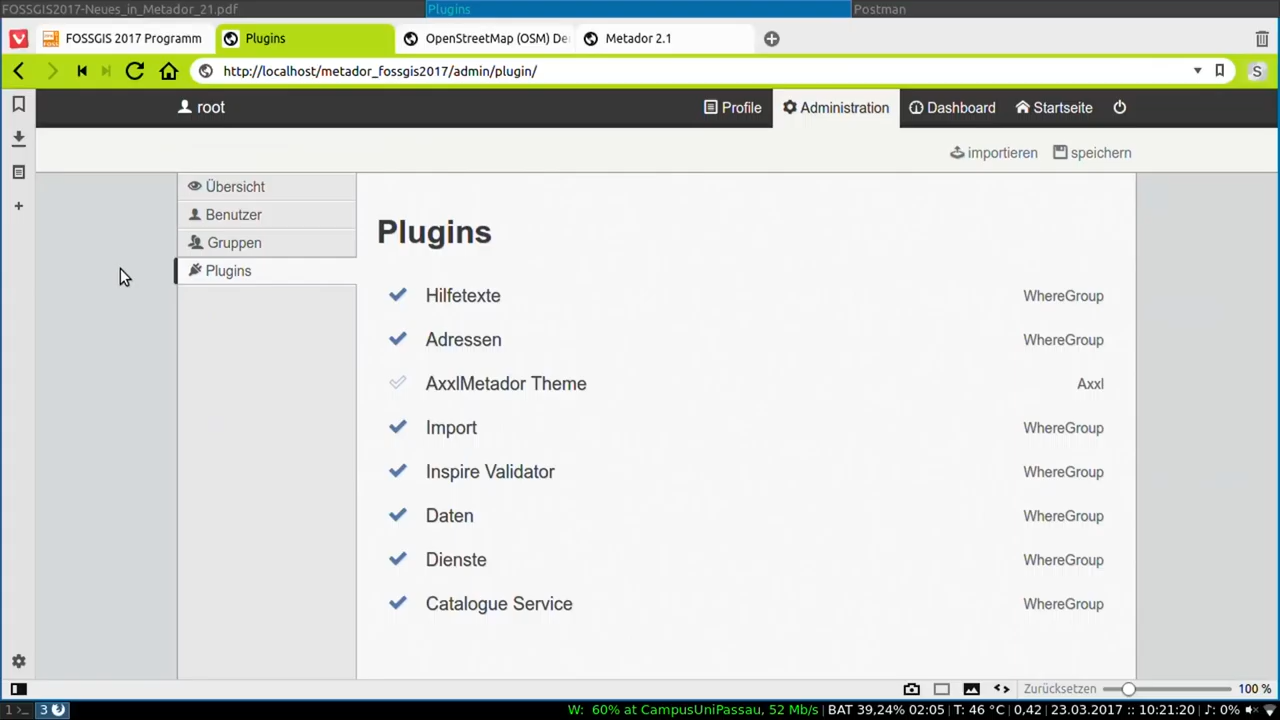 FOSSGIS2017-Neues_in_Metador_21.pdf
Plugins
Postman
FOSSGIS 2017 Programm
Plugins
OpenStreetMap (OSM) De
Metador 2.1
http://localhost/metador_fossgis2017/admin/plugin/
S
root
Profile
Administration
Dashboard
Startseite
importieren
speichern
Übersicht
Benutzer
Gruppen
Plugins
Plugins
Hilfetexte WhereGroup
Adressen WhereGroup
AxxlMetador Theme Axxl
Import WhereGroup
Inspire Validator WhereGroup
Daten WhereGroup
Dienste WhereGroup
Catalogue Service WhereGroup
Zurücksetzen 100 %
1 >_ 3 W: 60% at CampusUniPassau, 52 Mb/s | BAT 39.24% 02:05 | T: 46 °C | 0,42 | 23.03.2017 :: 10:21:20 | ♪: 0%